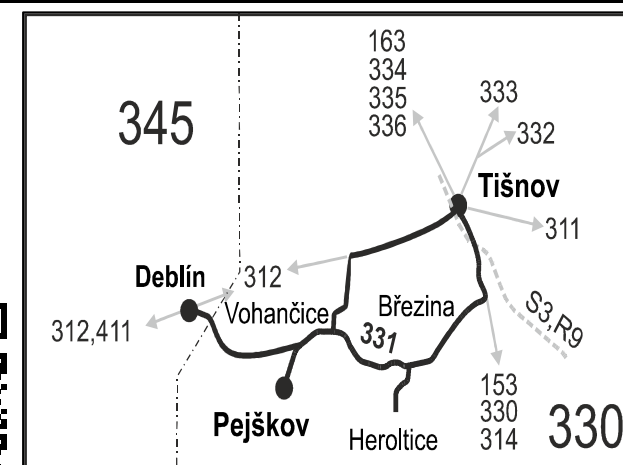 163
334
335
336
333
332
345
Tišnov
311
Deblín
312
Vohančice
Březina
312,411
331
S3,R9
153
330
314
330
Pejškov
Heroltice